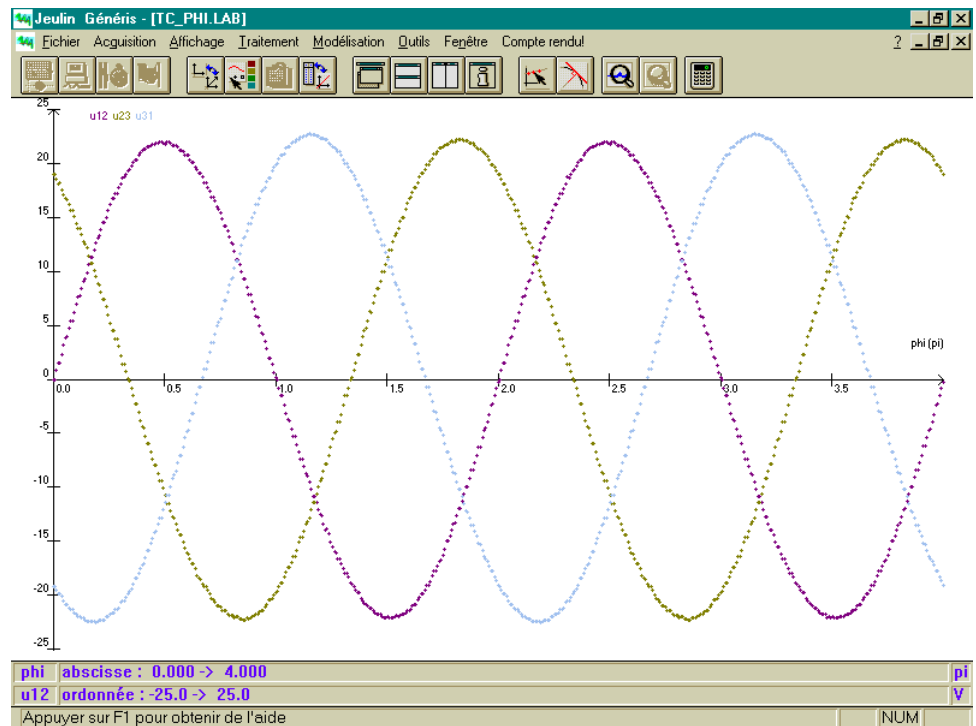 Jeulin Généris - [TC_PHI.LAB]
Fichier Acquisition Affichage Traitement Modélisation Outils Fenêtre Compte rendu! ?
25
u12 u23 u31
20
15
10
5
phi (pi)
0
0.0 0.5 1.0 1.5 2.0 2.5 3.0 3.5
-5
-10
-15
-20
-25
phi abscisse : 0.000 -> 4.000 pi
u12 ordonnée : -25.0 -> 25.0 V
Appuyer sur F1 pour obtenir de l'aide NUM